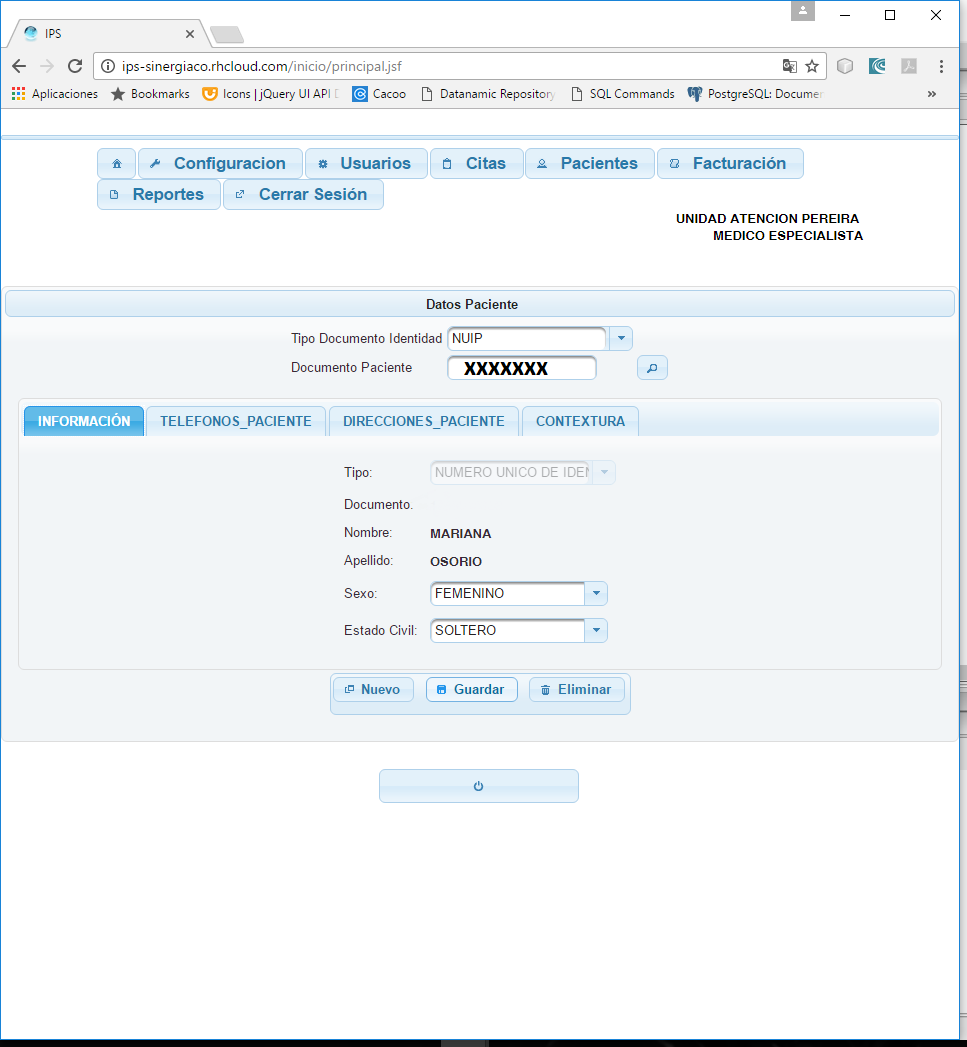 IPS
ips-sinergiaco.rhcloud.com/inicio/principal.jsf
Aplicaciones Bookmarks Icons | jQuery UI API Cacoo Datanamic Repository SQL Commands PostgreSQL: Documen »
Configuracion Usuarios Citas Pacientes Facturación
Reportes Cerrar Sesión
UNIDAD ATENCION PEREIRA
MEDICO ESPECIALISTA
Datos Paciente
Tipo Documento Identidad NUIP
Documento Paciente XXXXXXX
INFORMACIÓN TELEFONOS_PACIENTE DIRECCIONES_PACIENTE CONTEXTURA
Tipo: NUMERO UNICO DE IDEN
Documento.
Nombre: MARIANA
Apellido: OSORIO
Sexo: FEMENINO
Estado Civil: SOLTERO
Nuevo Guardar Eliminar